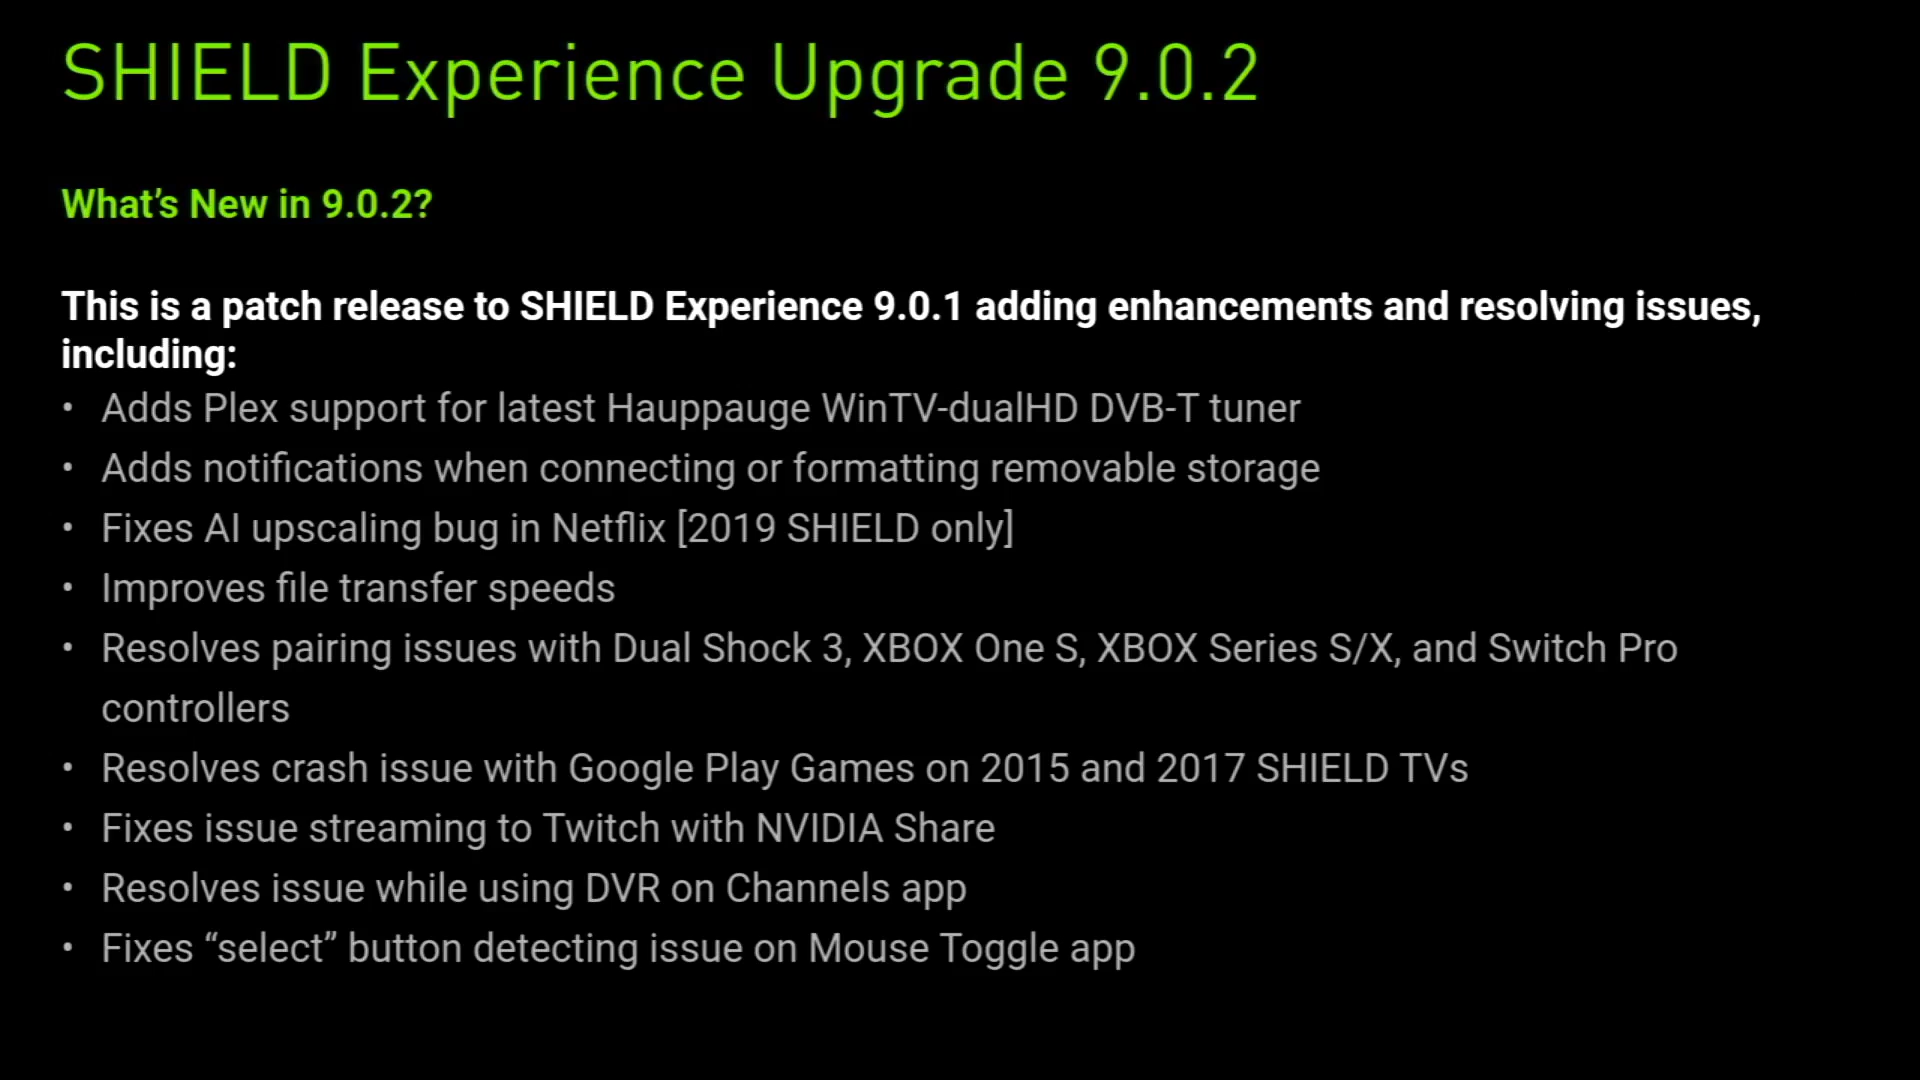 SHIELD Experience Upgrade 9.0.2
What’s New in 9.0.2?
This is a patch release to SHIELD Experience 9.0.1 adding enhancements and resolving issues,
including:
• Adds Plex support for latest Hauppauge WinTV-dualHD DVB-T tuner
• Adds notifications when connecting or formatting removable storage
• Fixes AI upscaling bug in Netflix [2019 SHIELD only]
• Improves file transfer speeds
• Resolves pairing issues with Dual Shock 3, XBOX One S, XBOX Series S/X, and Switch Pro
controllers
• Resolves crash issue with Google Play Games on 2015 and 2017 SHIELD TVs
• Fixes issue streaming to Twitch with NVIDIA Share
• Resolves issue while using DVR on Channels app
• Fixes “select” button detecting issue on Mouse Toggle app